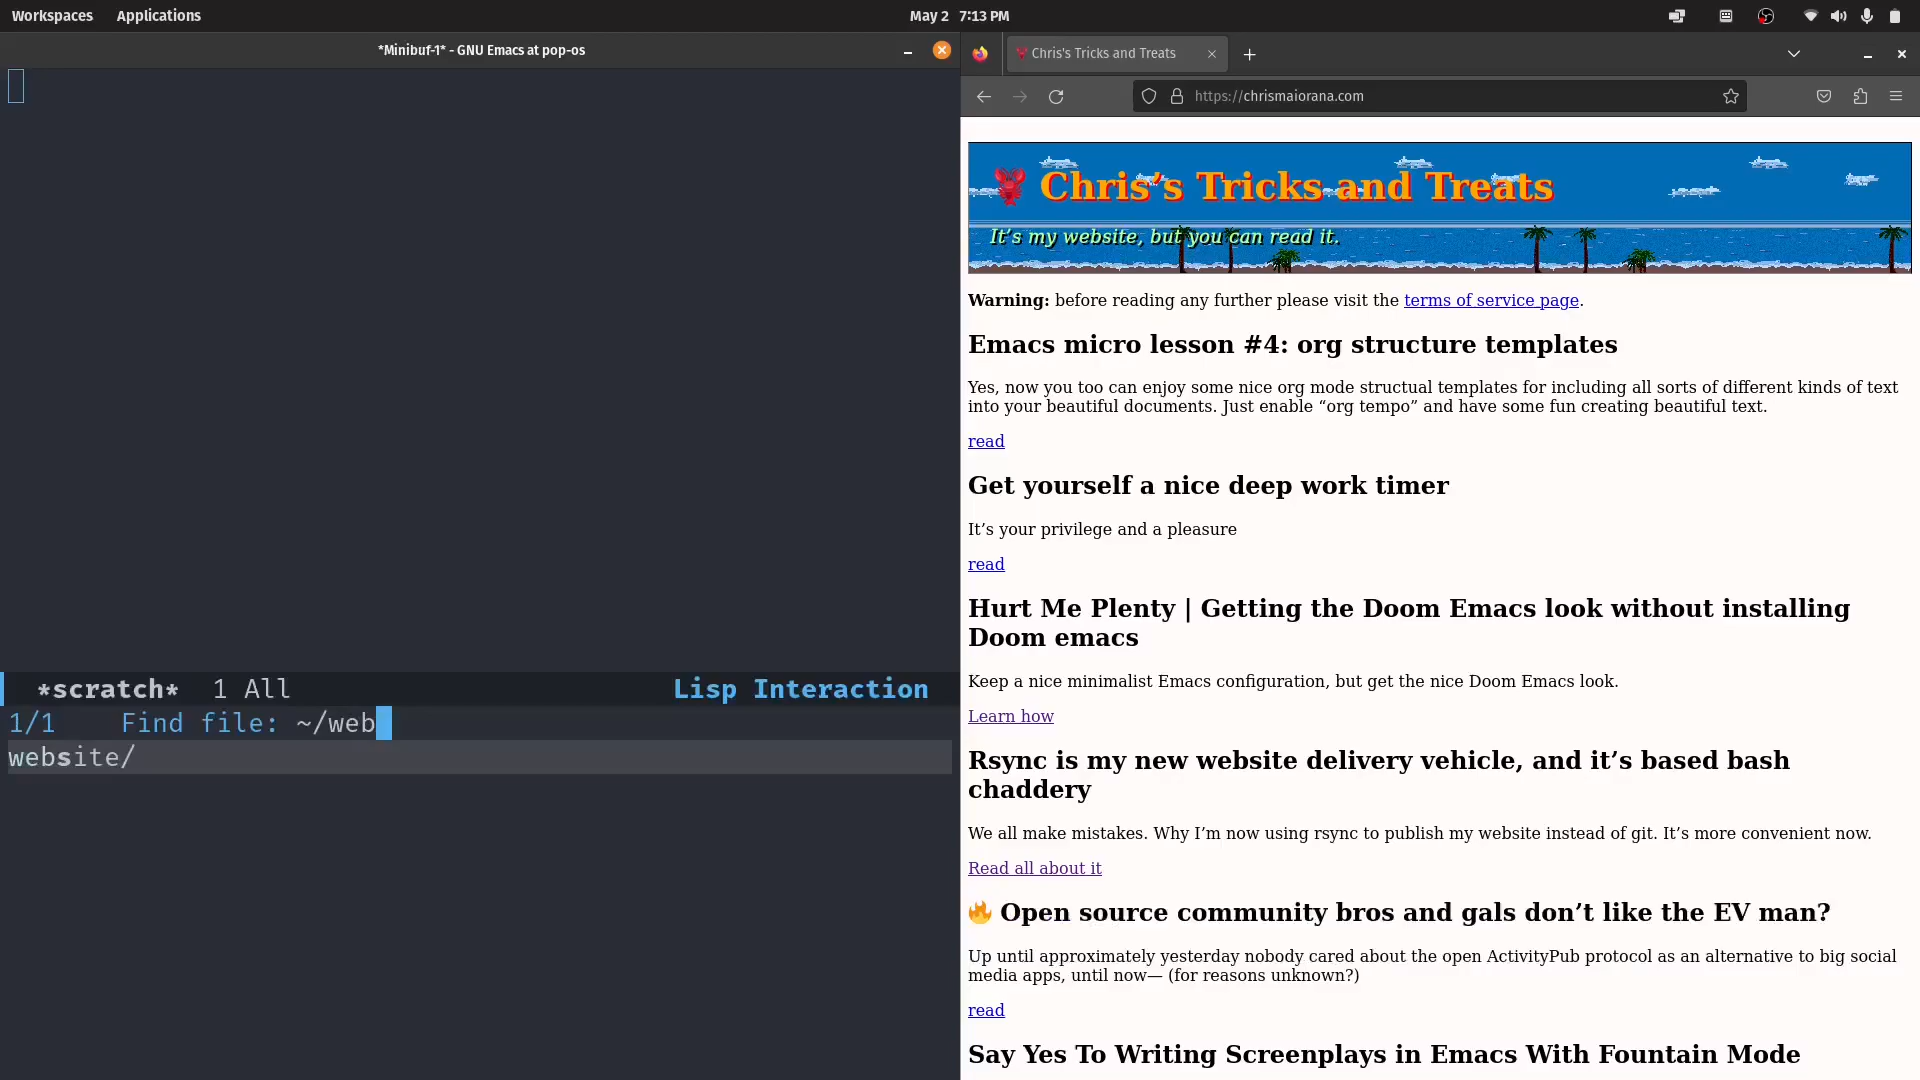 Workspaces Applications May 2 7:13 PM
*Minibuf-1* - GNU Emacs at pop-os
*scratch* 1 All Lisp Interaction
1/1 Find file: ~/web
website/
Chris's Tricks and Treats
https://chrismaiorana.com
Chris’s Tricks and Treats
It’s my website, but you can read it.
Warning: before reading any further please visit the terms of service page.
Emacs micro lesson #4: org structure templates
Yes, now you too can enjoy some nice org mode structual templates for including all sorts of different kinds of text
into your beautiful documents. Just enable “org tempo” and have some fun creating beautiful text.
read
Get yourself a nice deep work timer
It’s your privilege and a pleasure
read
Hurt Me Plenty | Getting the Doom Emacs look without installing
Doom emacs
Keep a nice minimalist Emacs configuration, but get the nice Doom Emacs look.
Learn how
Rsync is my new website delivery vehicle, and it’s based bash
chaddery
We all make mistakes. Why I’m now using rsync to publish my website instead of git. It’s more convenient now.
Read all about it
🔥 Open source community bros and gals don’t like the EV man?
Up until approximately yesterday nobody cared about the open ActivityPub protocol as an alternative to big social
media apps, until now— (for reasons unknown?)
read
Say Yes To Writing Screenplays in Emacs With Fountain Mode